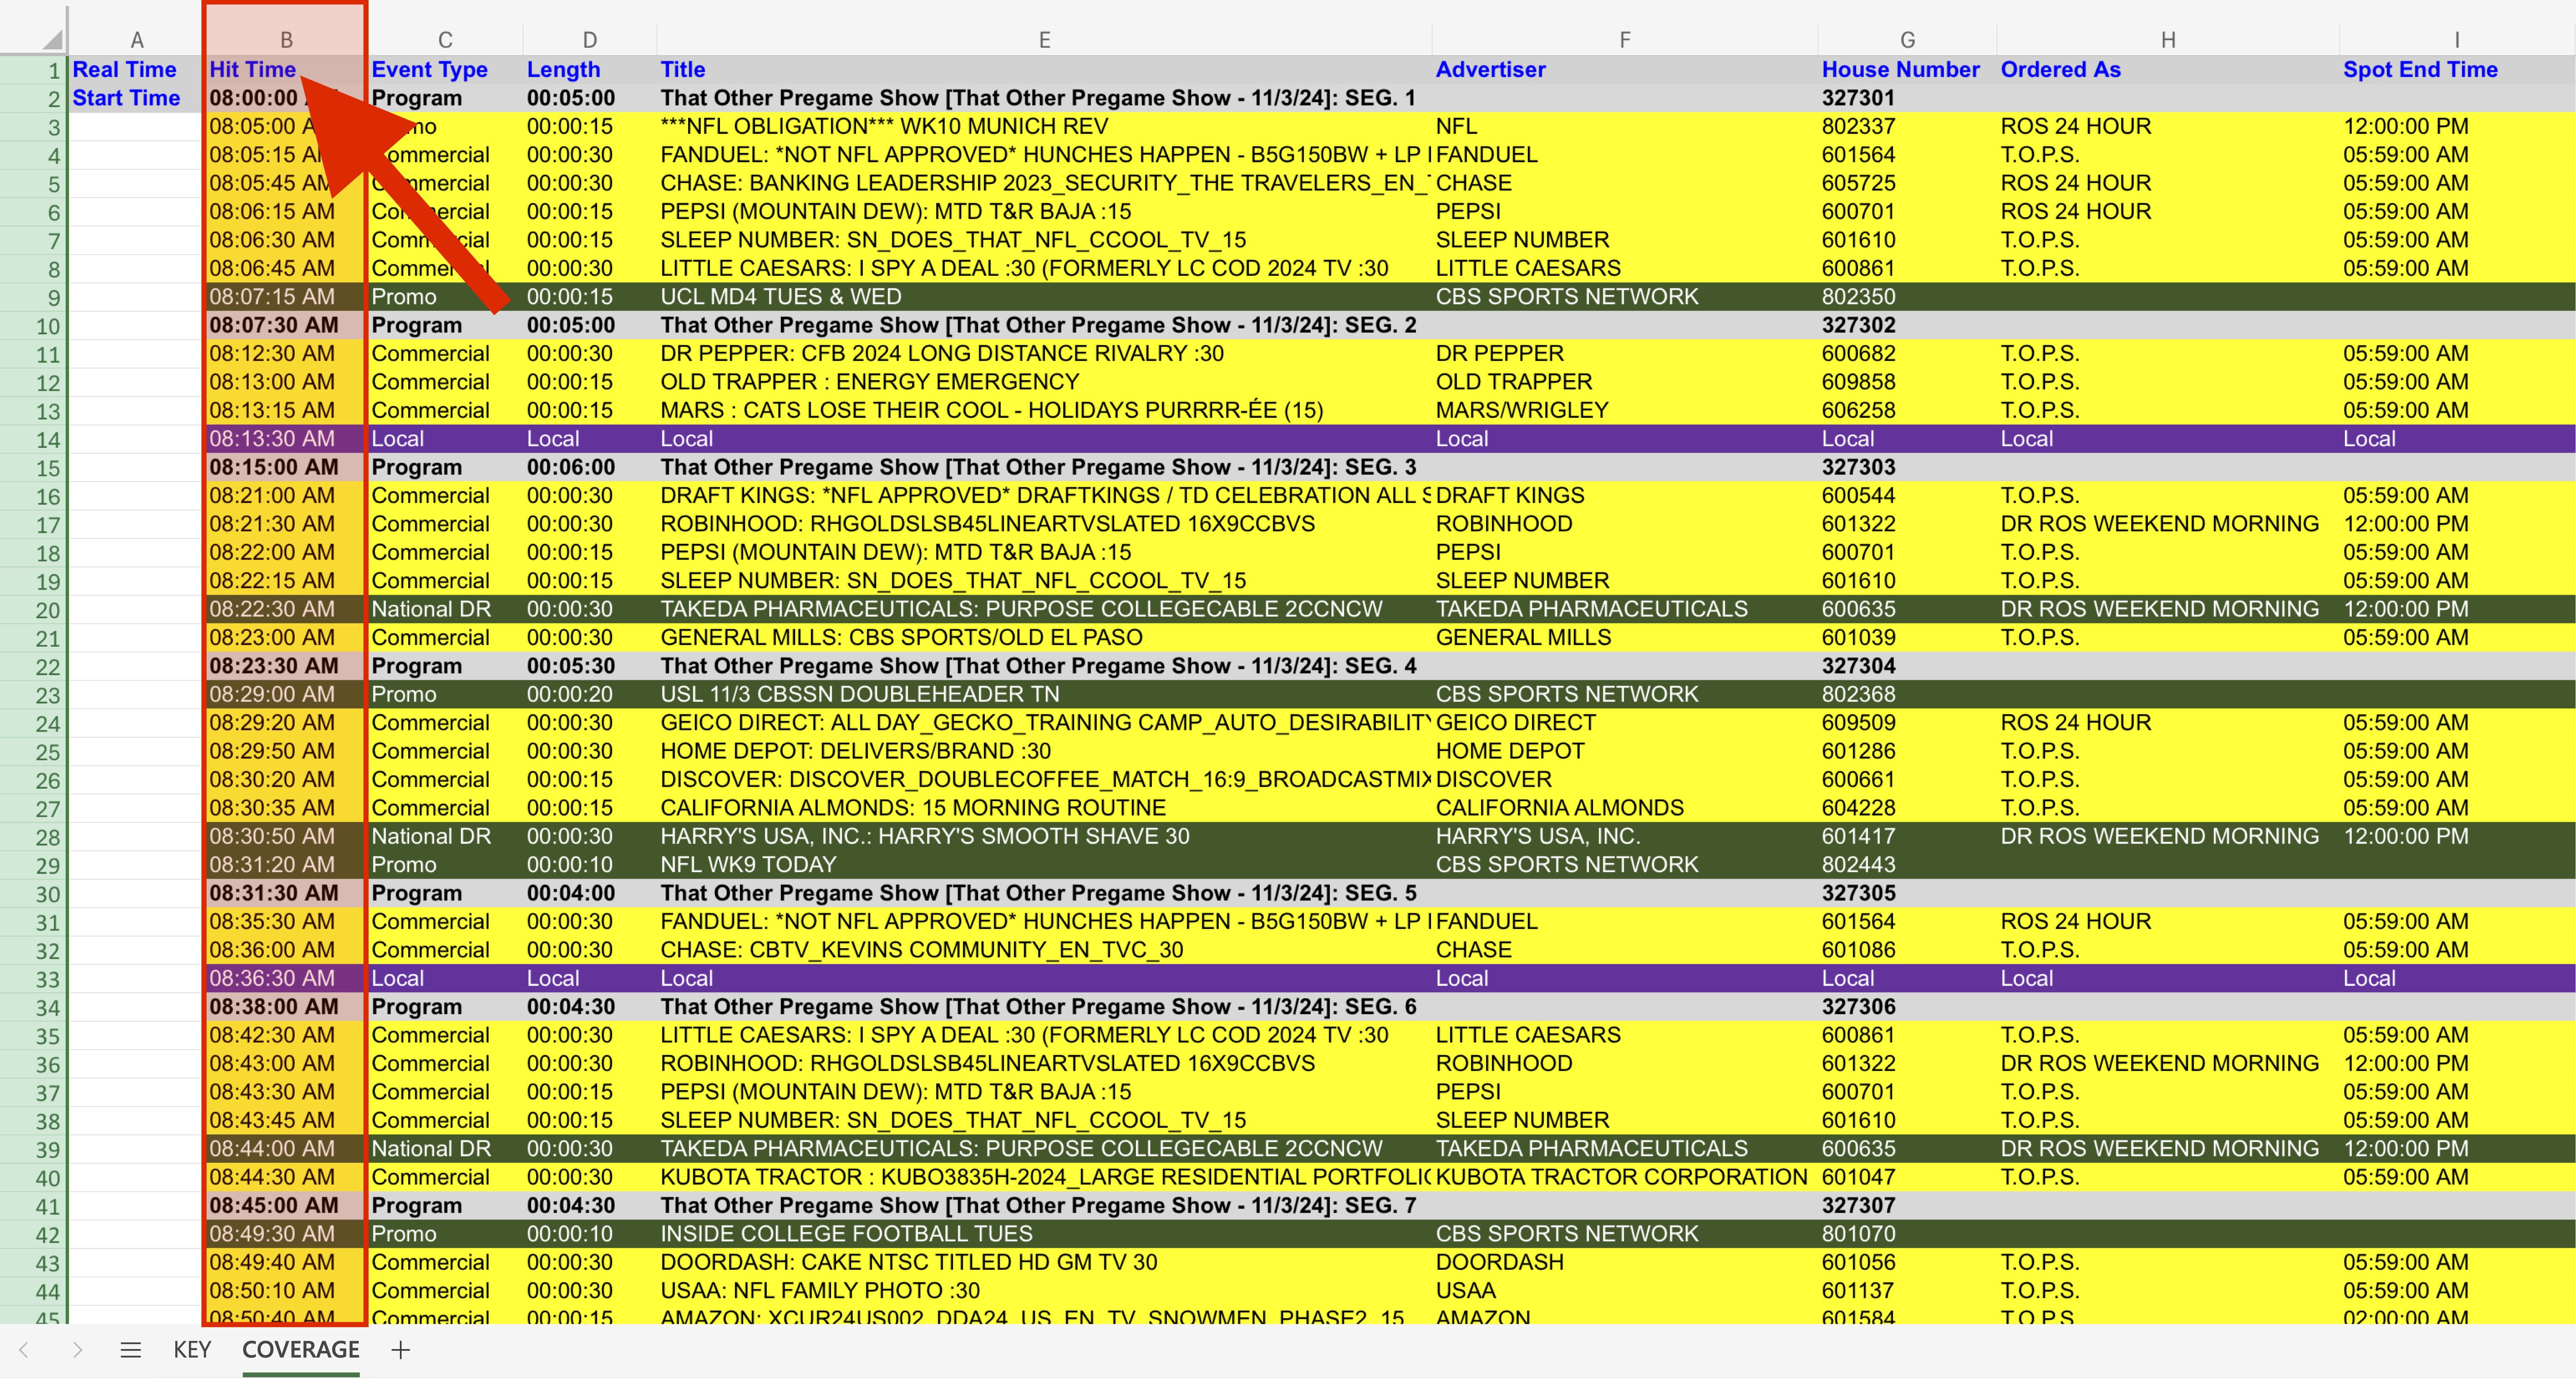 A B C D E F G H I
1 Real Time Hit Time Event Type Length Title Advertiser House Number Ordered As Spot End Time
2 Start Time 08:00:00 Program 00:05:00 That Other Pregame Show [That Other Pregame Show - 11/3/24]: SEG. 1 327301
3 08:05:00 00:00:15 ***NFL OBLIGATION*** WK10 MUNICH REV NFL 802337 ROS 24 HOUR 12:00:00 PM
4 08:05:15 Commercial 00:00:30 FANDUEL: *NOT NFL APPROVED* HUNCHES HAPPEN - B5G150BW + LP FANDUEL 601564 T.O.P.S. 05:59:00 AM
5 08:05:45 AM Commercial 00:00:30 CHASE: BANKING LEADERSHIP 2023_SECURITY_THE TRAVELERS_EN_ CHASE 605725 ROS 24 HOUR 05:59:00 AM
6 08:06:15 AM Commercial 00:00:15 PEPSI (MOUNTAIN DEW): MTD T&R BAJA :15 PEPSI 600701 ROS 24 HOUR 05:59:00 AM
7 08:06:30 AM Commercial 00:00:15 SLEEP NUMBER: SN_DOES_THAT_NFL_CCOOL_TV_15 SLEEP NUMBER 601610 T.O.P.S. 05:59:00 AM
8 08:06:45 AM Commercial 00:00:30 LITTLE CAESARS: I SPY A DEAL :30 (FORMERLY LC COD 2024 TV :30 LITTLE CAESARS 600861 T.O.P.S. 05:59:00 AM
9 08:07:15 AM Promo 00:00:15 UCL MD4 TUES & WED CBS SPORTS NETWORK 802350
10 08:07:30 AM Program 00:05:00 That Other Pregame Show [That Other Pregame Show - 11/3/24]: SEG. 2 327302
11 08:12:30 AM Commercial 00:00:30 DR PEPPER: CFB 2024 LONG DISTANCE RIVALRY :30 DR PEPPER 600682 T.O.P.S. 05:59:00 AM
12 08:13:00 AM Commercial 00:00:15 OLD TRAPPER : ENERGY EMERGENCY OLD TRAPPER 609858 T.O.P.S. 05:59:00 AM
13 08:13:15 AM Commercial 00:00:15 MARS : CATS LOSE THEIR COOL - HOLIDAYS PURRRR-ÉE (15) MARS/WRIGLEY 606258 T.O.P.S. 05:59:00 AM
14 08:13:30 AM Local Local Local Local Local Local Local
15 08:15:00 AM Program 00:06:00 That Other Pregame Show [That Other Pregame Show - 11/3/24]: SEG. 3 327303
16 08:21:00 AM Commercial 00:00:30 DRAFT KINGS: *NFL APPROVED* DRAFTKINGS / TD CELEBRATION ALL S DRAFT KINGS 600544 T.O.P.S. 05:59:00 AM
17 08:21:30 AM Commercial 00:00:30 ROBINHOOD: RHGOLDSLSB45LINEARTVSLATED 16X9CCBVS ROBINHOOD 601322 DR ROS WEEKEND MORNING 12:00:00 PM
18 08:22:00 AM Commercial 00:00:15 PEPSI (MOUNTAIN DEW): MTD T&R BAJA :15 PEPSI 600701 T.O.P.S. 05:59:00 AM
19 08:22:15 AM Commercial 00:00:15 SLEEP NUMBER: SN_DOES_THAT_NFL_CCOOL_TV_15 SLEEP NUMBER 601610 T.O.P.S. 05:59:00 AM
20 08:22:30 AM National DR 00:00:30 TAKEDA PHARMACEUTICALS: PURPOSE COLLEGECABLE 2CCNCW TAKEDA PHARMACEUTICALS 600635 DR ROS WEEKEND MORNING 12:00:00 PM
21 08:23:00 AM Commercial 00:00:30 GENERAL MILLS: CBS SPORTS/OLD EL PASO GENERAL MILLS 601039 T.O.P.S. 05:59:00 AM
22 08:23:30 AM Program 00:05:30 That Other Pregame Show [That Other Pregame Show - 11/3/24]: SEG. 4 327304
23 08:29:00 AM Promo 00:00:20 USL 11/3 CBSSN DOUBLEHEADER TN CBS SPORTS NETWORK 802368
24 08:29:20 AM Commercial 00:00:30 GEICO DIRECT: ALL DAY_GECKO_TRAINING CAMP_AUTO_DESIRABILITY GEICO DIRECT 609509 ROS 24 HOUR 05:59:00 AM
25 08:29:50 AM Commercial 00:00:30 HOME DEPOT: DELIVERS/BRAND :30 HOME DEPOT 601286 T.O.P.S. 05:59:00 AM
26 08:30:20 AM Commercial 00:00:15 DISCOVER: DISCOVER_DOUBLECOFFEE_MATCH_16:9_BROADCASTMIX DISCOVER 600661 T.O.P.S. 05:59:00 AM
27 08:30:35 AM Commercial 00:00:15 CALIFORNIA ALMONDS: 15 MORNING ROUTINE CALIFORNIA ALMONDS 604228 T.O.P.S. 05:59:00 AM
28 08:30:50 AM National DR 00:00:30 HARRY'S USA, INC.: HARRY'S SMOOTH SHAVE 30 HARRY'S USA, INC. 601417 DR ROS WEEKEND MORNING 12:00:00 PM
29 08:31:20 AM Promo 00:00:10 NFL WK9 TODAY CBS SPORTS NETWORK 802443
30 08:31:30 AM Program 00:04:00 That Other Pregame Show [That Other Pregame Show - 11/3/24]: SEG. 5 327305
31 08:35:30 AM Commercial 00:00:30 FANDUEL: *NOT NFL APPROVED* HUNCHES HAPPEN - B5G150BW + LP FANDUEL 601564 ROS 24 HOUR 05:59:00 AM
32 08:36:00 AM Commercial 00:00:30 CHASE: CBTV_KEVINS COMMUNITY_EN_TVC_30 CHASE 601086 T.O.P.S. 05:59:00 AM
33 08:36:30 AM Local Local Local Local Local Local Local
34 08:38:00 AM Program 00:04:30 That Other Pregame Show [That Other Pregame Show - 11/3/24]: SEG. 6 327306
35 08:42:30 AM Commercial 00:00:30 LITTLE CAESARS: I SPY A DEAL :30 (FORMERLY LC COD 2024 TV :30 LITTLE CAESARS 600861 T.O.P.S. 05:59:00 AM
36 08:43:00 AM Commercial 00:00:30 ROBINHOOD: RHGOLDSLSB45LINEARTVSLATED 16X9CCBVS ROBINHOOD 601322 DR ROS WEEKEND MORNING 12:00:00 PM
37 08:43:30 AM Commercial 00:00:15 PEPSI (MOUNTAIN DEW): MTD T&R BAJA :15 PEPSI 600701 T.O.P.S. 05:59:00 AM
38 08:43:45 AM Commercial 00:00:15 SLEEP NUMBER: SN_DOES_THAT_NFL_CCOOL_TV_15 SLEEP NUMBER 601610 T.O.P.S. 05:59:00 AM
39 08:44:00 AM National DR 00:00:30 TAKEDA PHARMACEUTICALS: PURPOSE COLLEGECABLE 2CCNCW TAKEDA PHARMACEUTICALS 600635 DR ROS WEEKEND MORNING 12:00:00 PM
40 08:44:30 AM Commercial 00:00:30 KUBOTA TRACTOR : KUBO3835H-2024_LARGE RESIDENTIAL PORTFOLIO KUBOTA TRACTOR CORPORATION 601047 T.O.P.S. 05:59:00 AM
41 08:45:00 AM Program 00:04:30 That Other Pregame Show [That Other Pregame Show - 11/3/24]: SEG. 7 327307
42 08:49:30 AM Promo 00:00:10 INSIDE COLLEGE FOOTBALL TUES CBS SPORTS NETWORK 801070
43 08:49:40 AM Commercial 00:00:30 DOORDASH: CAKE NTSC TITLED HD GM TV 30 DOORDASH 601056 T.O.P.S. 05:59:00 AM
44 08:50:10 AM Commercial 00:00:30 USAA: NFL FAMILY PHOTO :30 USAA 601137 T.O.P.S. 05:59:00 AM
45 08:50:40 AM Commercial 00:00:15 AMAZON: XCUR24US002_DDA24_US_EN_TV_SNOWMEN_PHASE2_15 AMAZON 601584 T.O.P.S. 02:00:00 AM
KEY COVERAGE